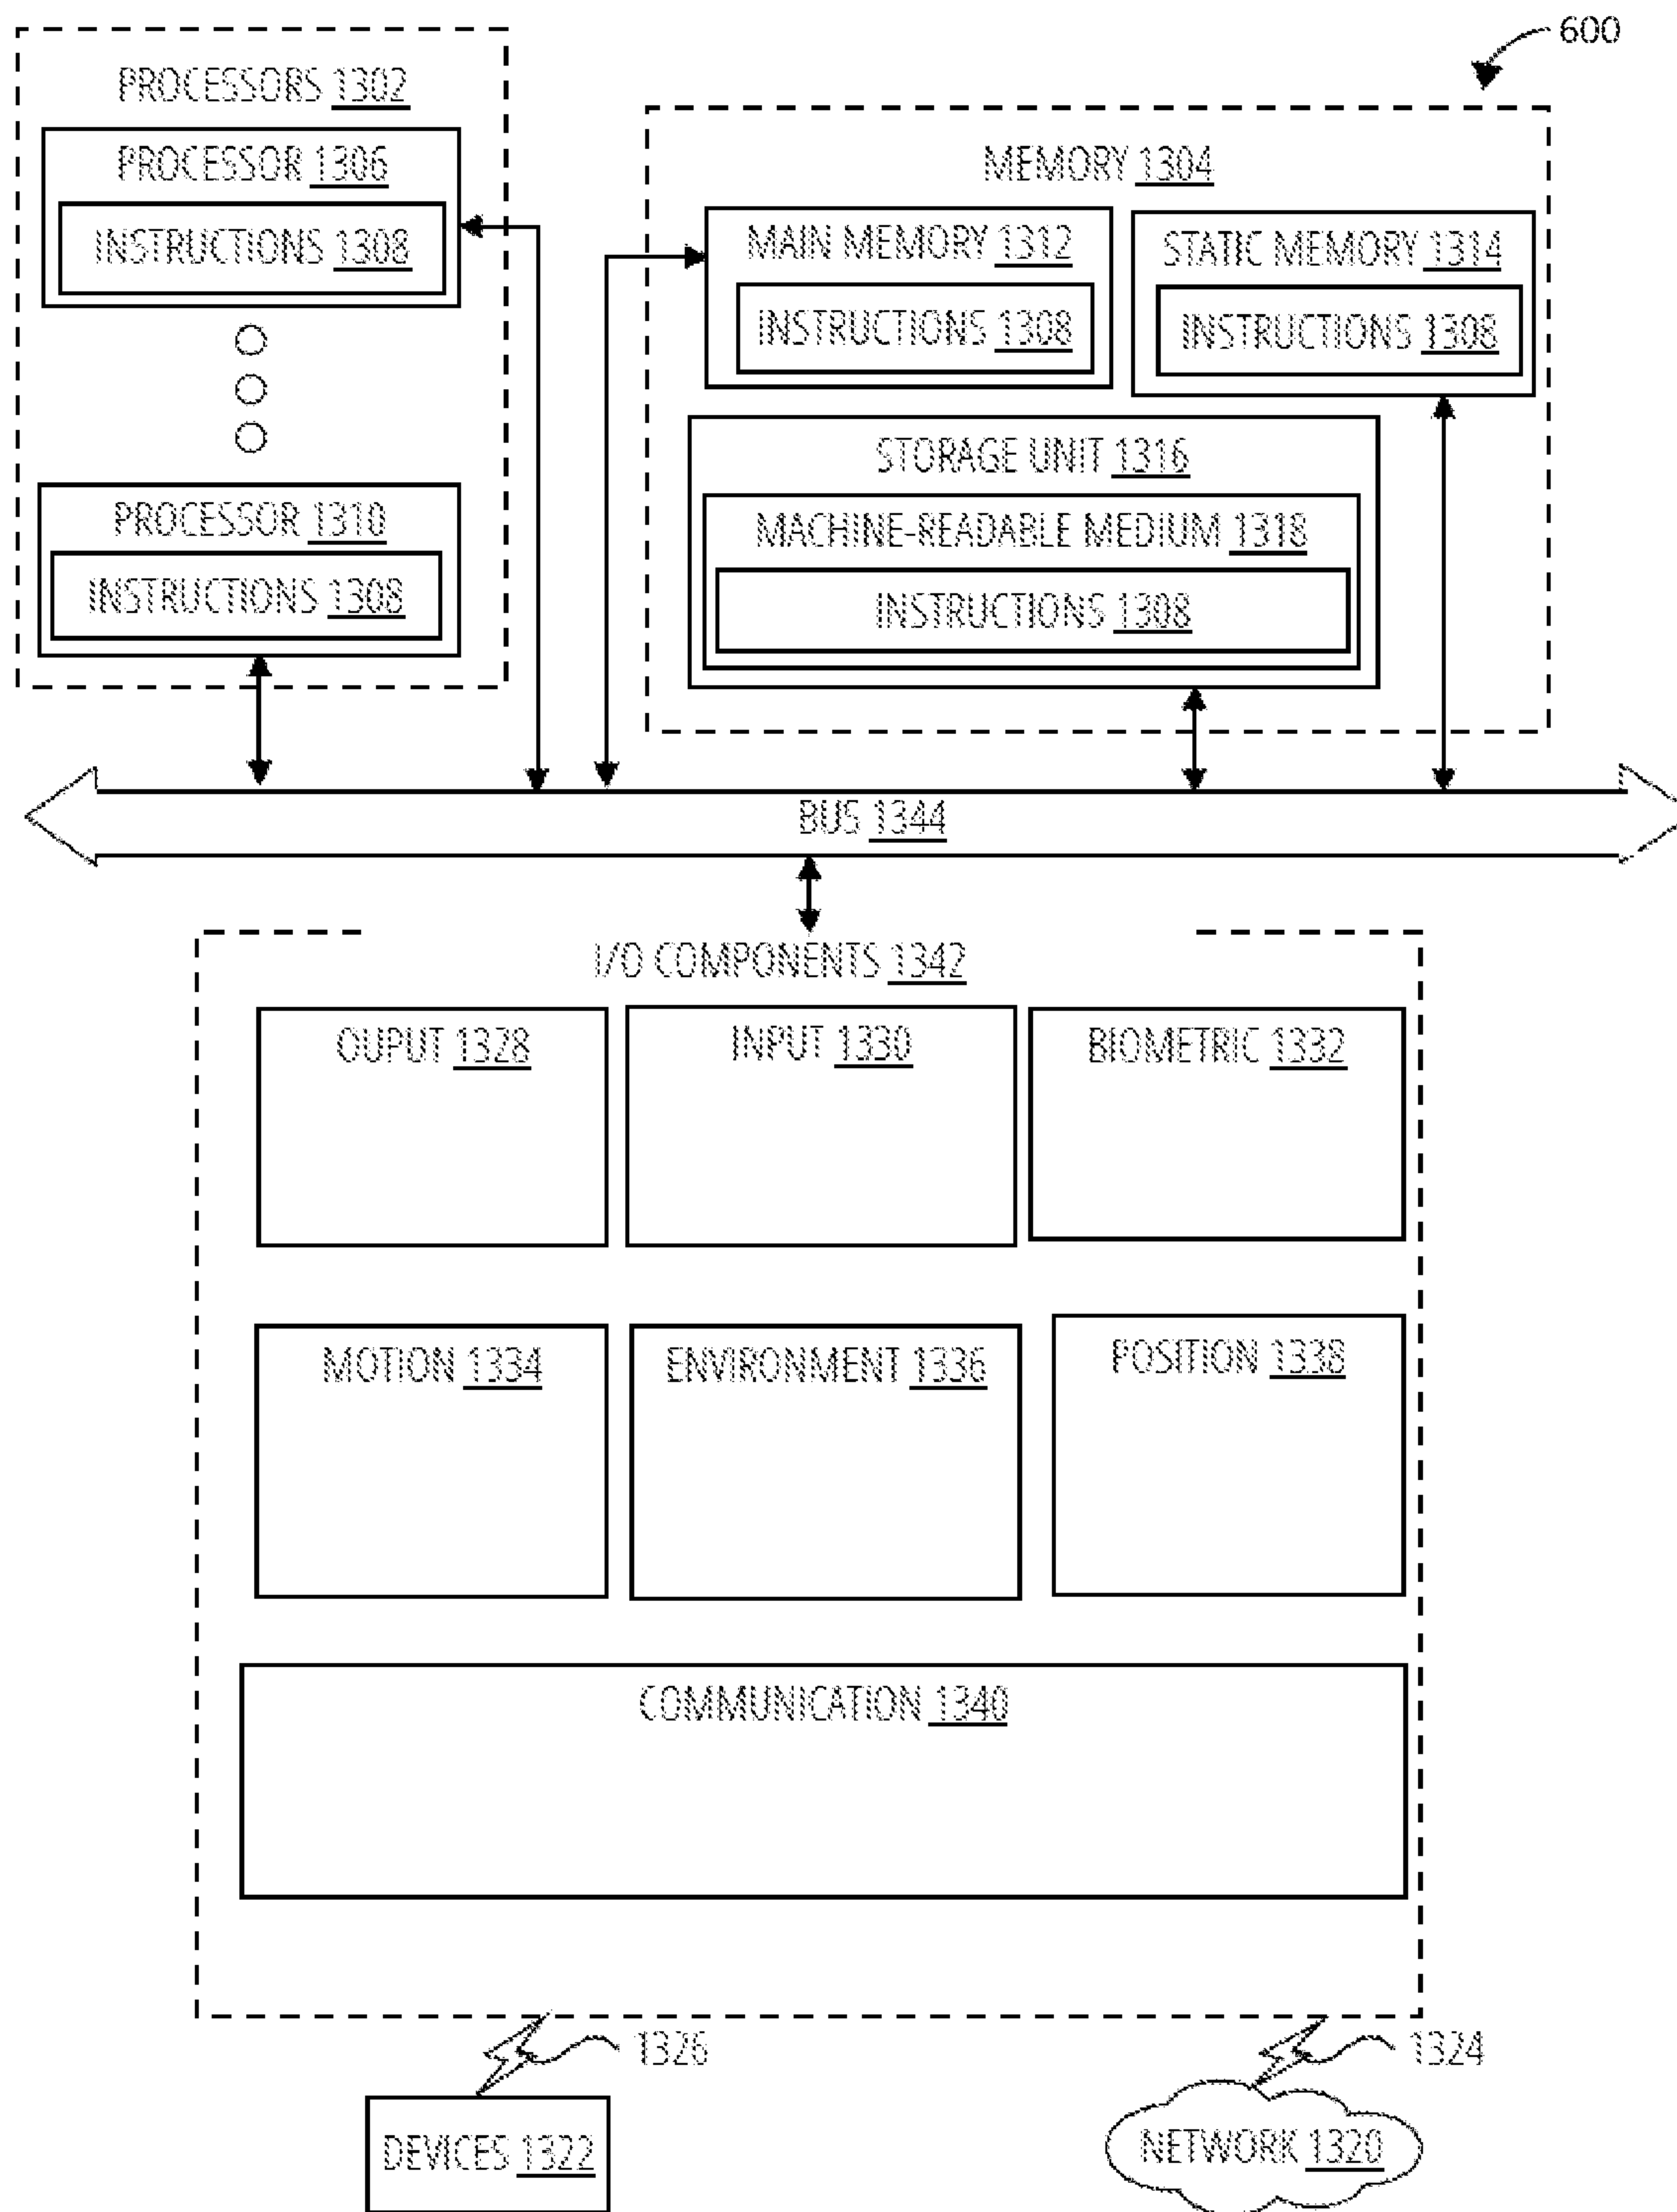 600
PROCESSORS 1302
PROCESSOR 1306
INSTRUCTIONS 1308
PROCESSOR 1310
INSTRUCTIONS 1308
MEMORY 1304
MAIN MEMORY 1312
INSTRUCTIONS 1308
STATIC MEMORY 1314
INSTRUCTIONS 1308
STORAGE UNIT 1316
MACHINE-READABLE MEDIUM 1318
INSTRUCTIONS 1308
BUS 1344
I/O COMPONENTS 1342
OUPUT 1328
INPUT 1330
BIOMETRIC 1332
MOTION 1334
ENVIRONMENT 1336
POSITION 1338
COMMUNICATION 1340
1326
1324
DEVICES 1322
NETWORK 1320